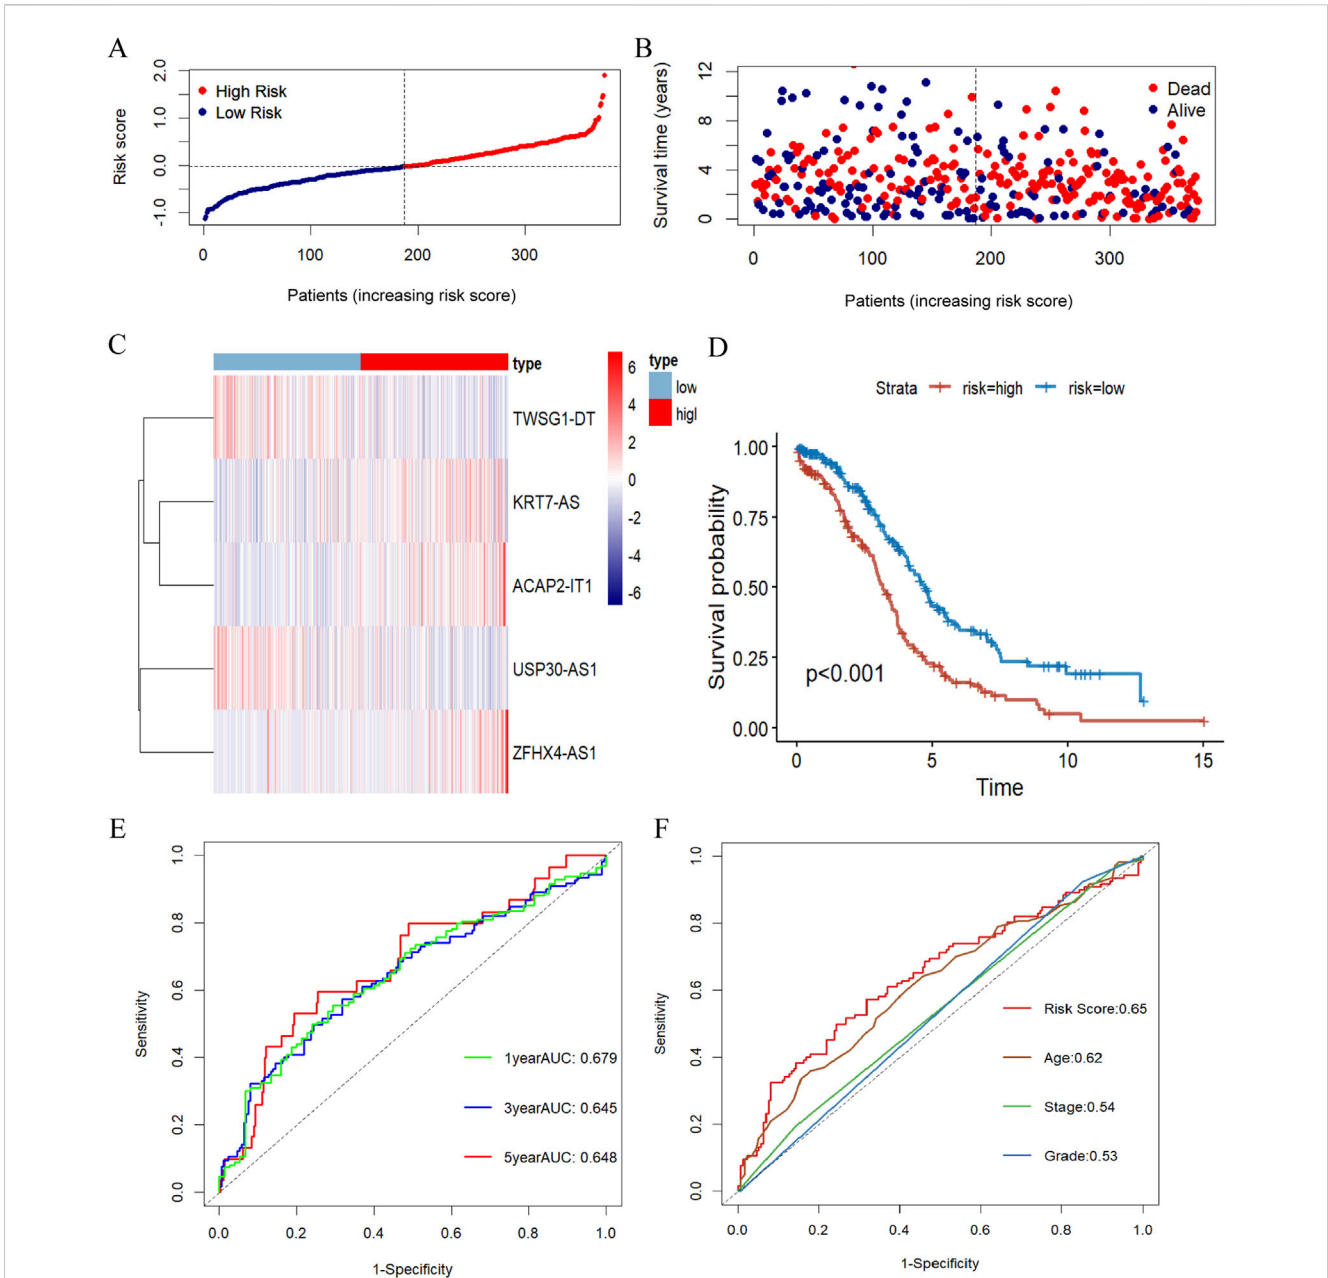 A
2.0
1.0
0.0
-1.0
Risk score
High Risk
Low Risk
0
100
200
300
Patients (increasing risk score)
B
12
8
4
0
Survival time (years)
Dead
Alive
0
100
200
300
Patients (increasing risk score)
C
type
TWSG1-DT
KRT7-AS
ACAP2-IT1
USP30-AS1
ZFHX4-AS1
6
4
2
0
-2
-4
-6
type
low
higl
D
Strata
risk=high
risk=low
1.00
0.75
0.50
0.25
0.00
Survival probability
p<0.001
0
5
10
15
Time
E
1.0
0.8
0.6
0.4
0.2
0.0
Sensitivity
1yearAUC: 0.679
3yearAUC: 0.645
5yearAUC: 0.648
0.0
0.2
0.4
0.6
0.8
1.0
1-Specificity
F
1.0
0.8
0.6
0.4
0.2
0.0
Sensitivity
Risk Score:0.65
Age:0.62
Stage:0.54
Grade:0.53
0.0
0.2
0.4
0.6
0.8
1.0
1-Specificity